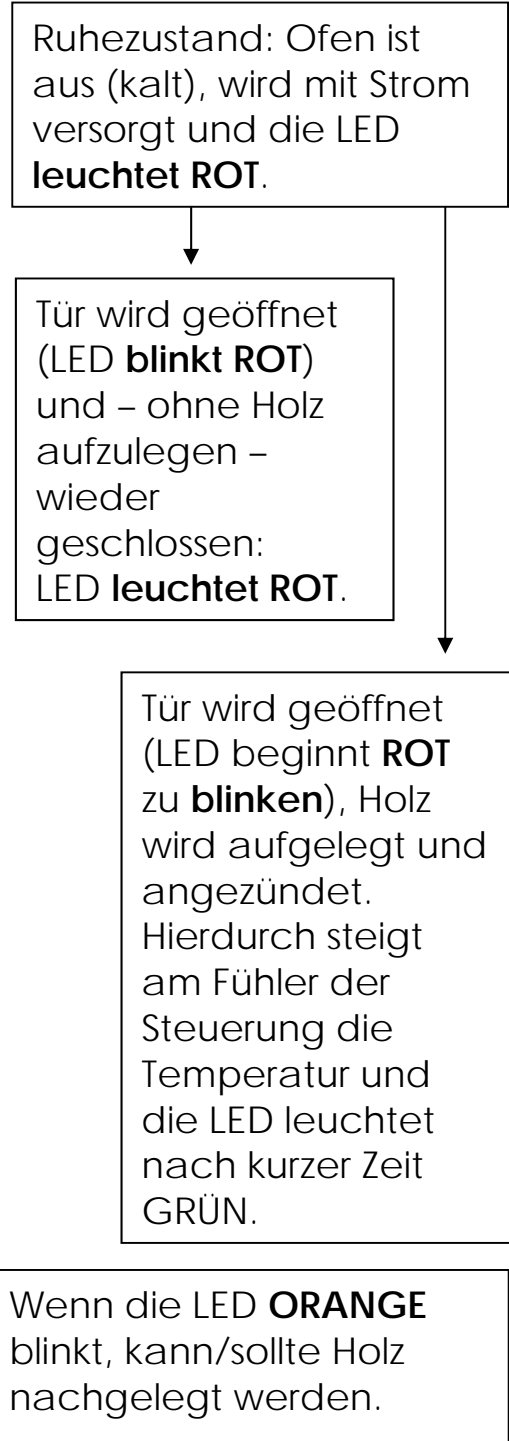 Ruhezustand: Ofen ist
aus (kalt), wird mit Strom
versorgt und die LED
leuchtet ROT.
Tür wird geöffnet
(LED blinkt ROT)
und – ohne Holz
aufzulegen –
wieder
geschlossen:
LED leuchtet ROT.
Tür wird geöffnet
(LED beginnt ROT
zu blinken), Holz
wird aufgelegt und
angezündet.
Hierdurch steigt
am Fühler der
Steuerung die
Temperatur und
die LED leuchtet
nach kurzer Zeit
GRÜN.
Wenn die LED ORANGE
blinkt, kann/sollte Holz
nachgelegt werden.